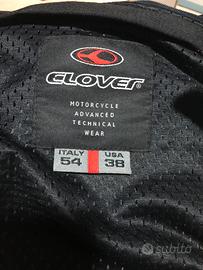 CLOVER®
MOTORCYCLE
ADVANCED
TECHNICAL
WEAR
ITALY USA
54 38
subito